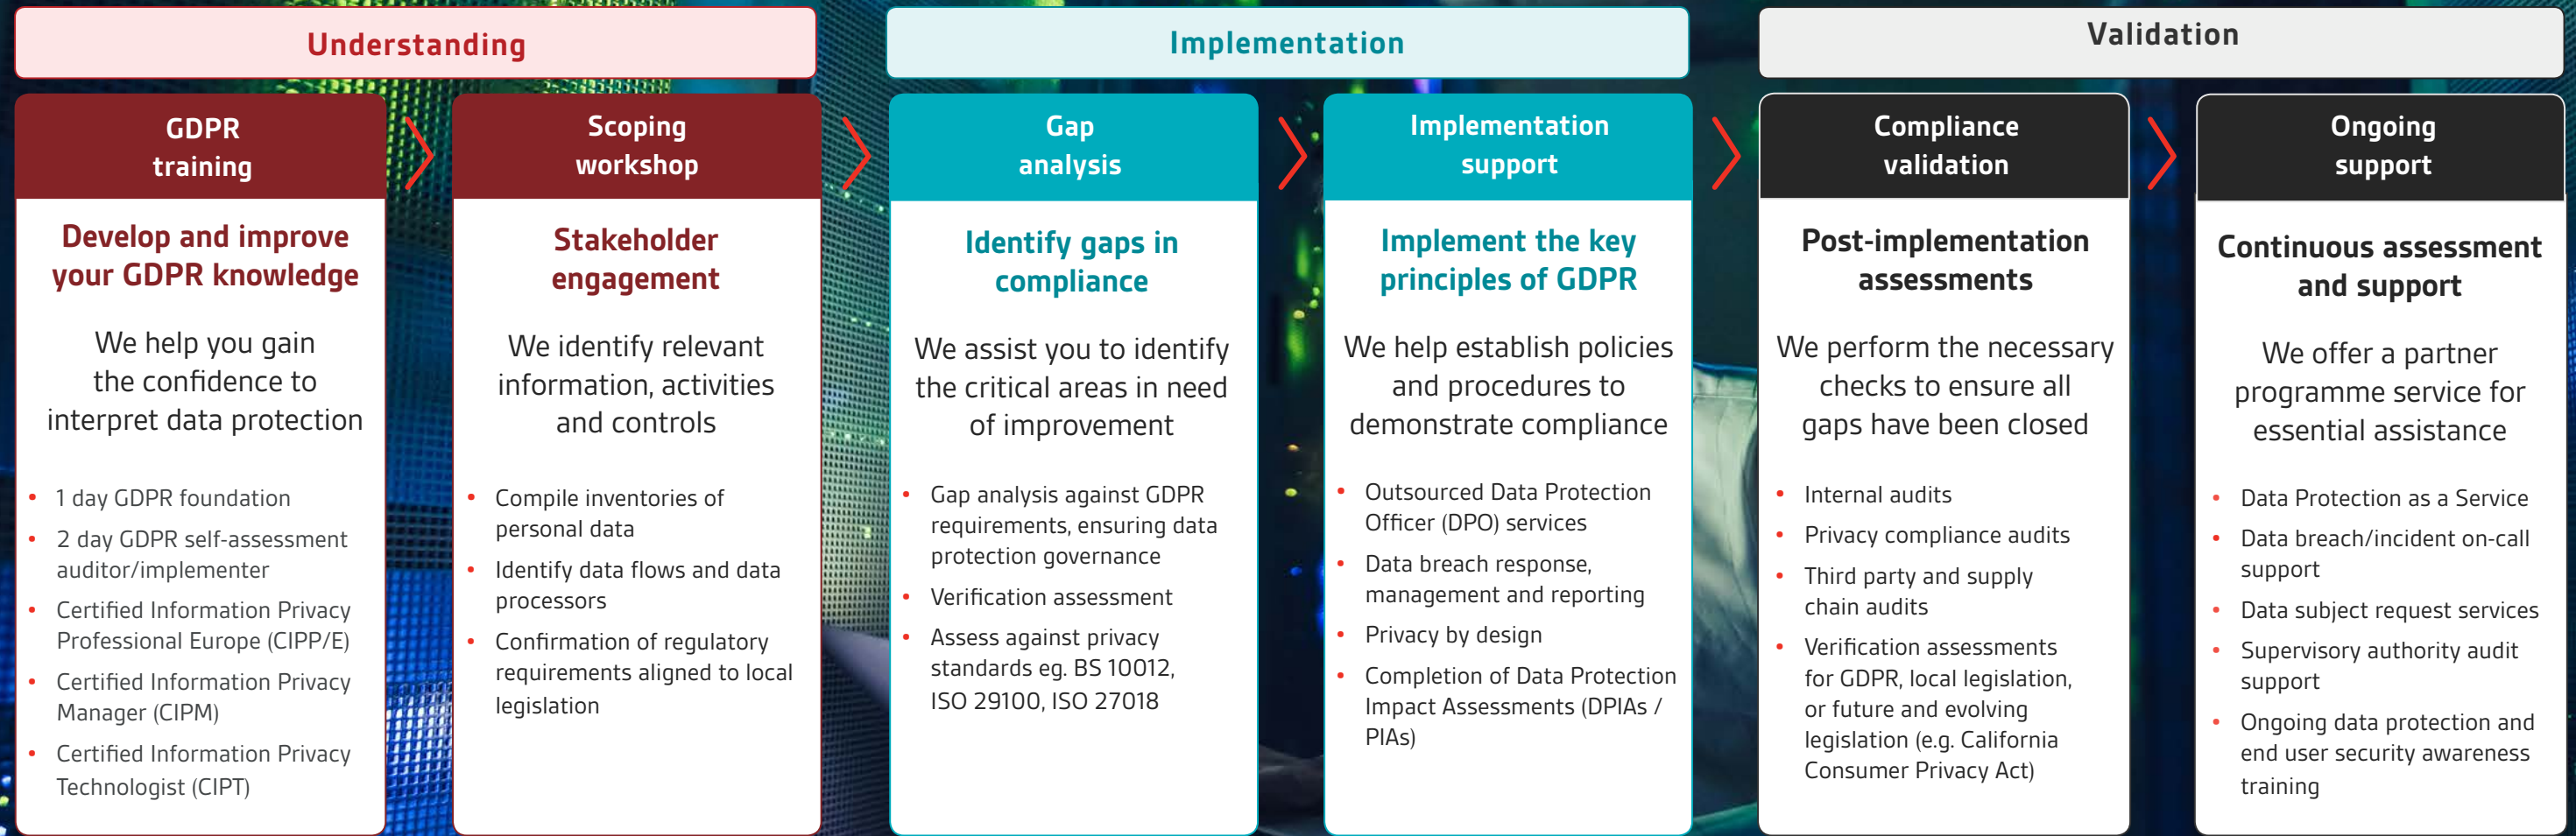 Understanding
Implementation
Validation
GDPR
training
Develop and improve
your GDPR knowledge
We help you gain
the confidence to
interpret data protection
• 1 day GDPR foundation
• 2 day GDPR self-assessment
auditor/implementer
• Certified Information Privacy
Professional Europe (CIPP/E)
• Certified Information Privacy
Manager (CIPM)
• Certified Information Privacy
Technologist (CIPT)
Scoping
workshop
Stakeholder
engagement
We identify relevant
information, activities
and controls
• Compile inventories of
personal data
• Identify data flows and data
processors
• Confirmation of regulatory
requirements aligned to local
legislation
Gap
analysis
Identify gaps in
compliance
We assist you to identify
the critical areas in need
of improvement
• Gap analysis against GDPR
requirements, ensuring data
protection governance
• Verification assessment
• Assess against privacy
standards eg. BS 10012,
ISO 29100, ISO 27018
Implementation
support
Implement the key
principles of GDPR
We help establish policies
and procedures to
demonstrate compliance
• Outsourced Data Protection
Officer (DPO) services
• Data breach response,
management and reporting
• Privacy by design
• Completion of Data Protection
Impact Assessments (DPIAs /
PIAs)
Compliance
validation
Post-implementation
assessments
We perform the necessary
checks to ensure all
gaps have been closed
• Internal audits
• Privacy compliance audits
• Third party and supply
chain audits
• Verification assessments
for GDPR, local legislation,
or future and evolving
legislation (e.g. California
Consumer Privacy Act)
Ongoing
support
Continuous assessment
and support
We offer a partner
programme service for
essential assistance
• Data Protection as a Service
• Data breach/incident on-call
support
• Data subject request services
• Supervisory authority audit
support
• Ongoing data protection and
end user security awareness
training